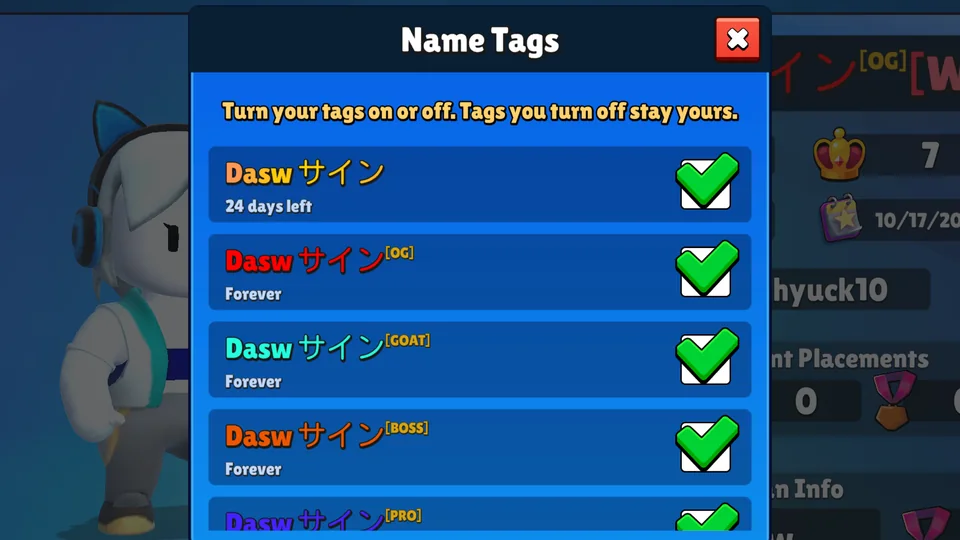 Name Tags
Turn your tags on or off. Tags you turn off stay yours.
Dasw サイン
24 days left
Dasw サイン[OG]
Forever
Dasw サイン[GOAT]
Forever
Dasw サイン[BOSS]
Forever
Dasw サイン[PRO]
イン[OG]
7
10/17/20
hyuck10
nt Placements
0
n Info